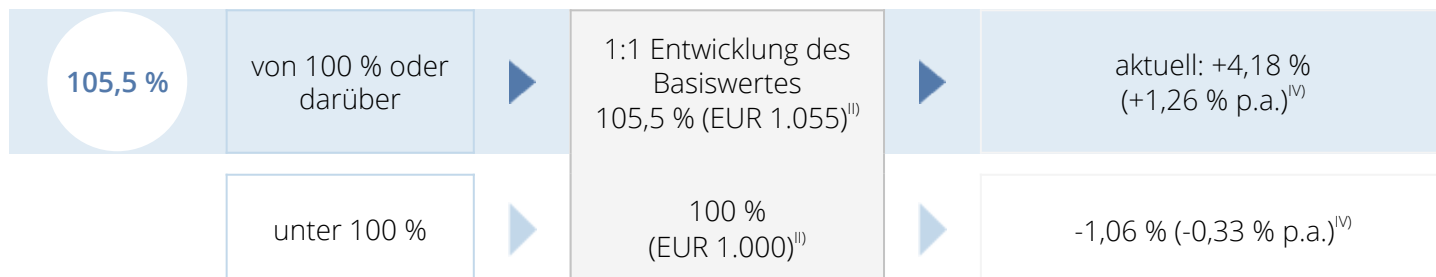 105,5 %
von 100 % oder
darüber
1:1 Entwicklung des
Basiswertes
105,5 % (EUR 1.055)II)
aktuell: +4,18 %
(+1,26 % p.a.)IV)
unter 100 %
100 %
(EUR 1.000)II)
-1,06 % (-0,33 % p.a.)IV)